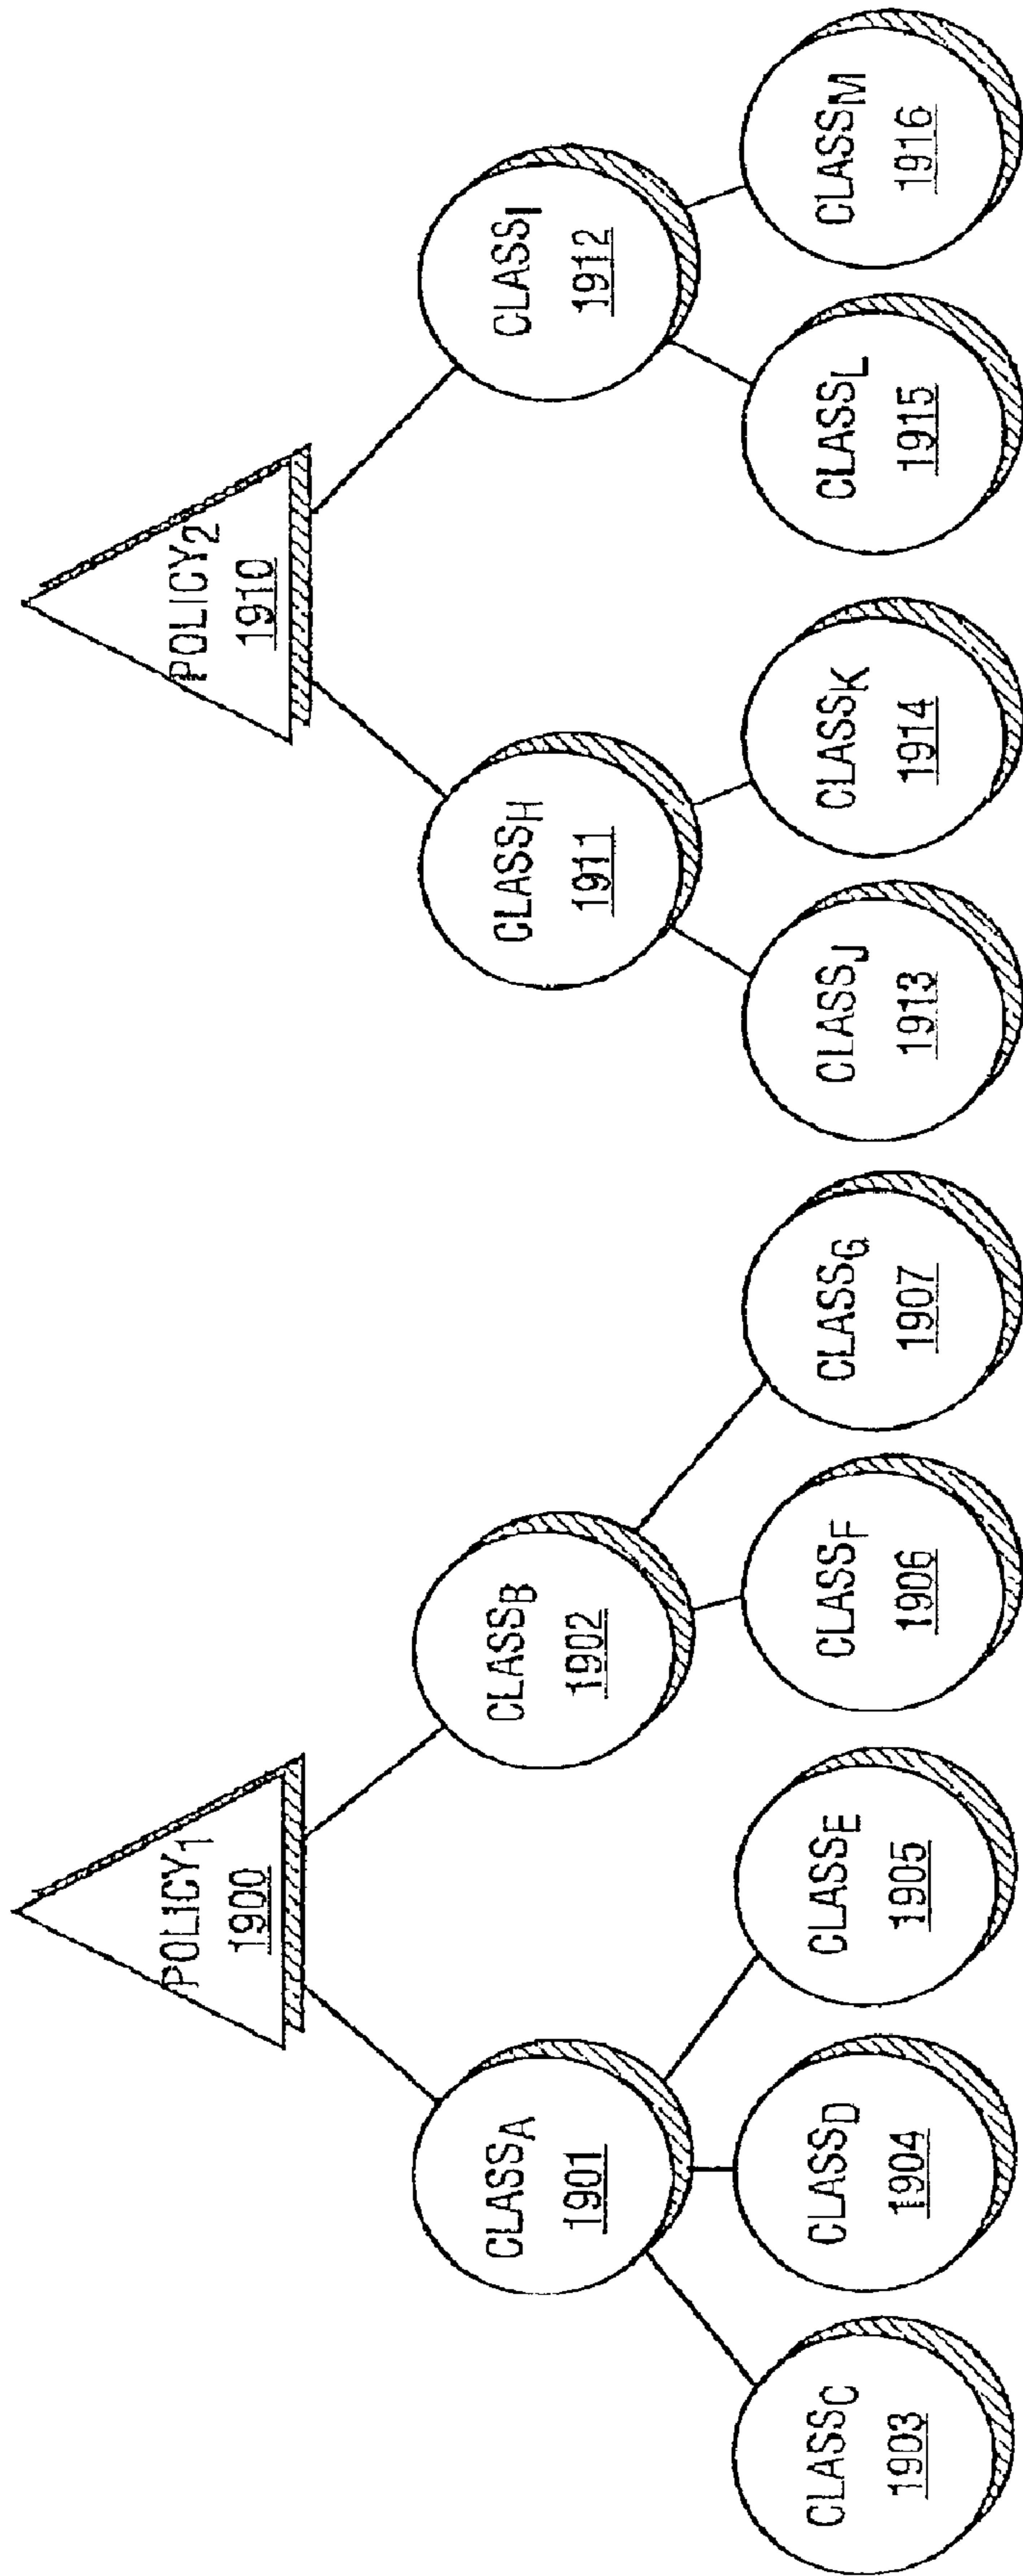 POLICY1
1900
POLICY2
1910
CLASSA
1901
CLASSB
1902
CLASSH
1911
CLASSI
1912
CLASSC
1903
CLASSD
1904
CLASSE
1905
CLASSF
1906
CLASSG
1907
CLASSJ
1913
CLASSK
1914
CLASSL
1915
CLASSM
1916